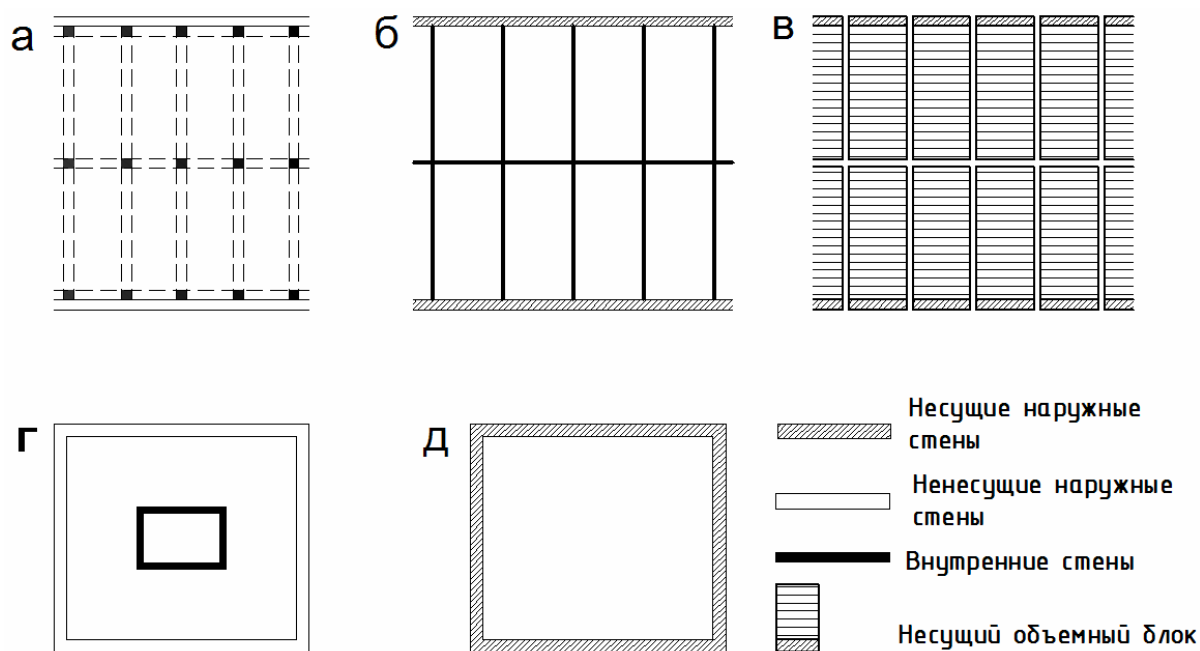 а
б
в
г
д
Несущие наружные
стены
Ненесущие наружные
стены
Внутренние стены
Несущий объемный блок